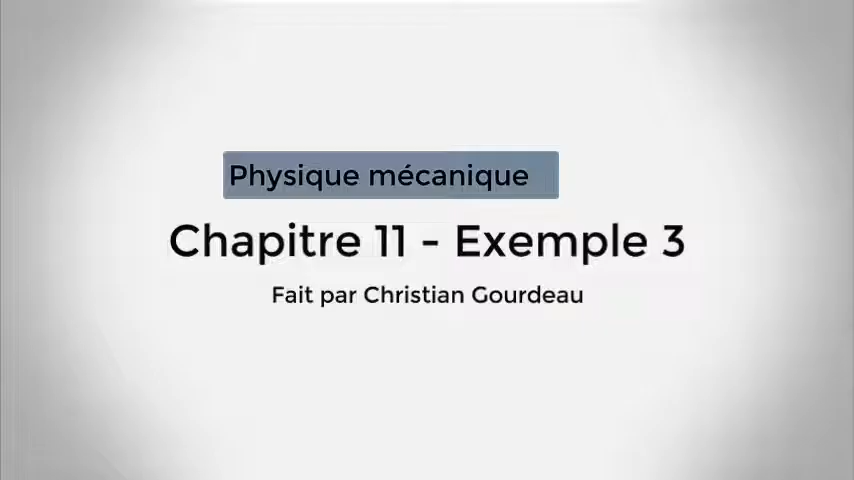 Physique mécanique
Chapitre 11 - Exemple 3
Fait par Christian Gourdeau